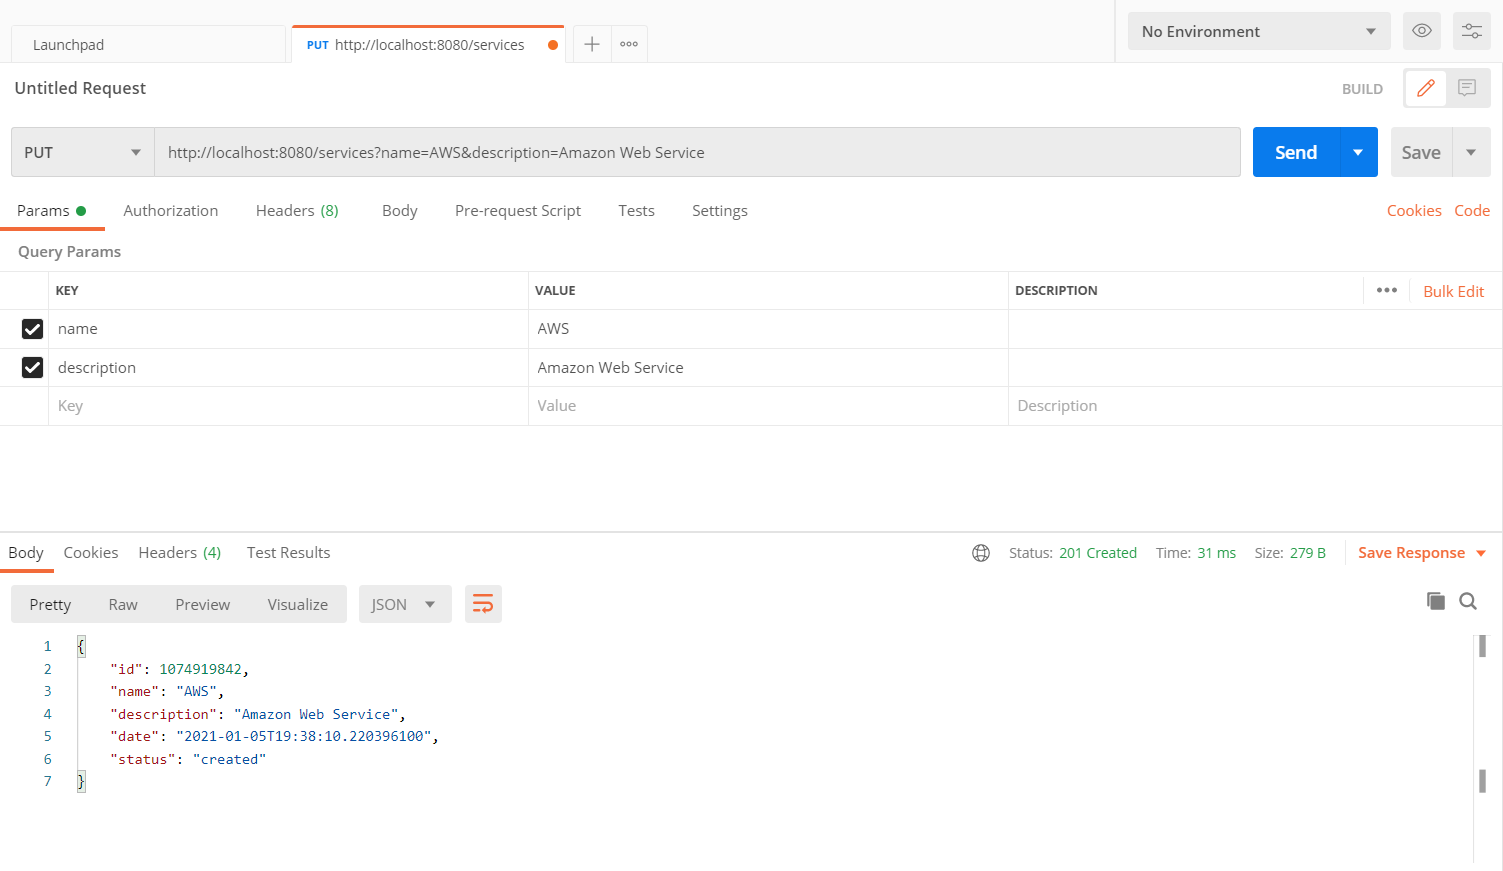 Launchpad
PUT http://localhost:8080/services
No Environment
Untitled Request
BUILD
PUT
http://localhost:8080/services?name=AWS&description=Amazon Web Service
Send
Save
Params
Authorization
Headers (8)
Body
Pre-request Script
Tests
Settings
Cookies
Code
Query Params
KEY
VALUE
DESCRIPTION
Bulk Edit
name
AWS
description
Amazon Web Service
Key
Value
Description
Body
Cookies
Headers (4)
Test Results
Status: 201 Created
Time: 31 ms
Size: 279 B
Save Response
Pretty
Raw
Preview
Visualize
JSON
1 {
2 "id": 1074919842,
3 "name": "AWS",
4 "description": "Amazon Web Service",
5 "date": "2021-01-05T19:38:10.220396100",
6 "status": "created"
7 }